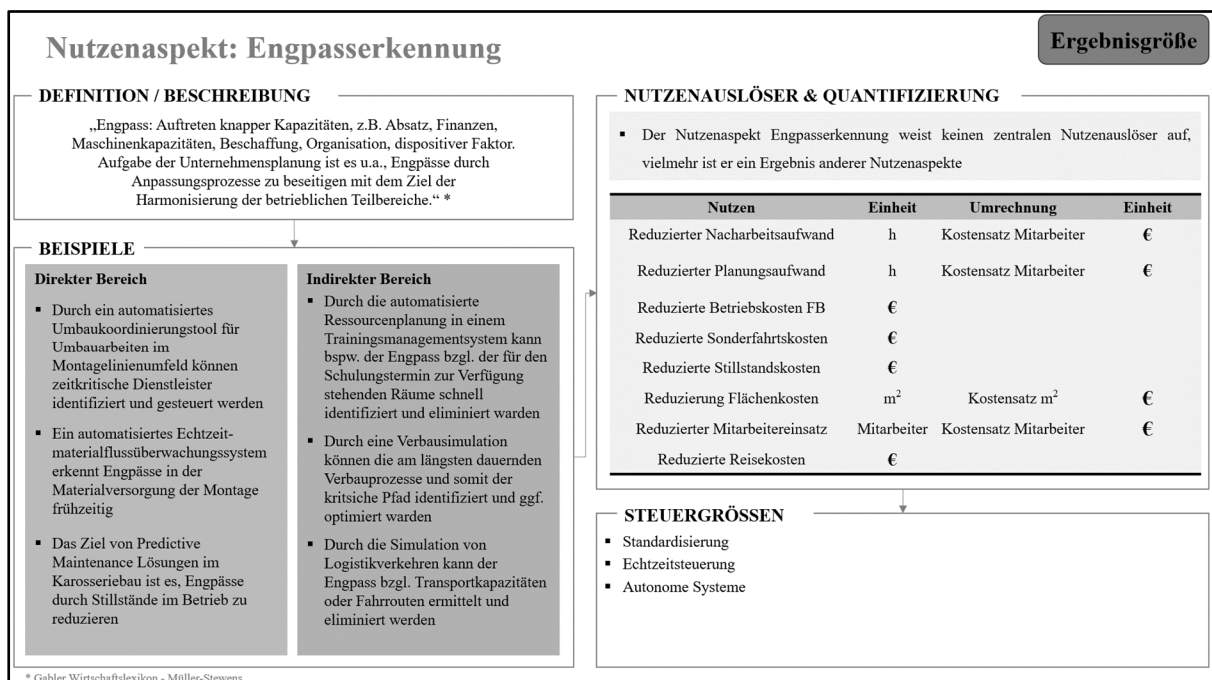 Nutzenaspekt: Engpasserkennung
Ergebnisgröße
DEFINITION / BESCHREIBUNG
„Engpass: Auftreten knapper Kapazitäten, z.B. Absatz, Finanzen,
Maschinenkapazitäten, Beschaffung, Organisation, dispositiver Faktor.
Aufgabe der Unternehmensplanung ist es u.a., Engpässe durch
Anpassungsprozesse zu beseitigen mit dem Ziel der
Harmonisierung der betrieblichen Teilbereiche.“ *
BEISPIELE
Direkter Bereich
▪ Durch ein automatisiertes
Umbaukoordinierungstool für
Umbauarbeiten im
Montagelinienumfeld können
zeitkritische Dienstleister
identifiziert und gesteuert werden
▪ Ein automatisiertes Echtzeit-
materialflussüberwachungssystem
erkennt Engpässe in der
Materialversorgung der Montage
frühzeitig
▪ Das Ziel von Predictive
Maintenance Lösungen im
Karosseriebau ist es, Engpässe
durch Stillstände im Betrieb zu
reduzieren
Indirekter Bereich
▪ Durch die automatisierte
Ressourcenplanung in einem
Trainingsmanagementsystem kann
bspw. der Engpass bzgl. der für den
Schulungstermin zur Verfügung
stehenden Räume schnell
identifiziert und eliminiert warden
▪ Durch eine Verbausimulation
können die am längsten dauernden
Verbauprozesse und somit der
kritsiche Pfad identifiziert und ggf.
optimiert warden
▪ Durch die Simulation von
Logistikverkehren kann der
Engpass bzgl. Transportkapazitäten
oder Fahrrouten ermittelt und
eliminiert werden
NUTZENAUSLÖSER & QUANTIFIZIERUNG
▪ Der Nutzenaspekt Engpasserkennung weist keinen zentralen Nutzenauslöser auf,
vielmehr ist er ein Ergebnis anderer Nutzenaspekte
Nutzen Einheit Umrechnung Einheit
Reduzierter Nacharbeitsaufwand h Kostensatz Mitarbeiter €
Reduzierter Planungsaufwand h Kostensatz Mitarbeiter €
Reduzierte Betriebskosten FB €
Reduzierte Sonderfahrtskosten €
Reduzierte Stillstandskosten €
Reduzierung Flächenkosten m² Kostensatz m² €
Reduzierter Mitarbeitereinsatz Mitarbeiter Kostensatz Mitarbeiter €
Reduzierte Reisekosten €
STEUERGRÖSSEN
▪ Standardisierung
▪ Echtzeitsteuerung
▪ Autonome Systeme
* Gabler Wirtschaftslexikon - Müller-Stewens